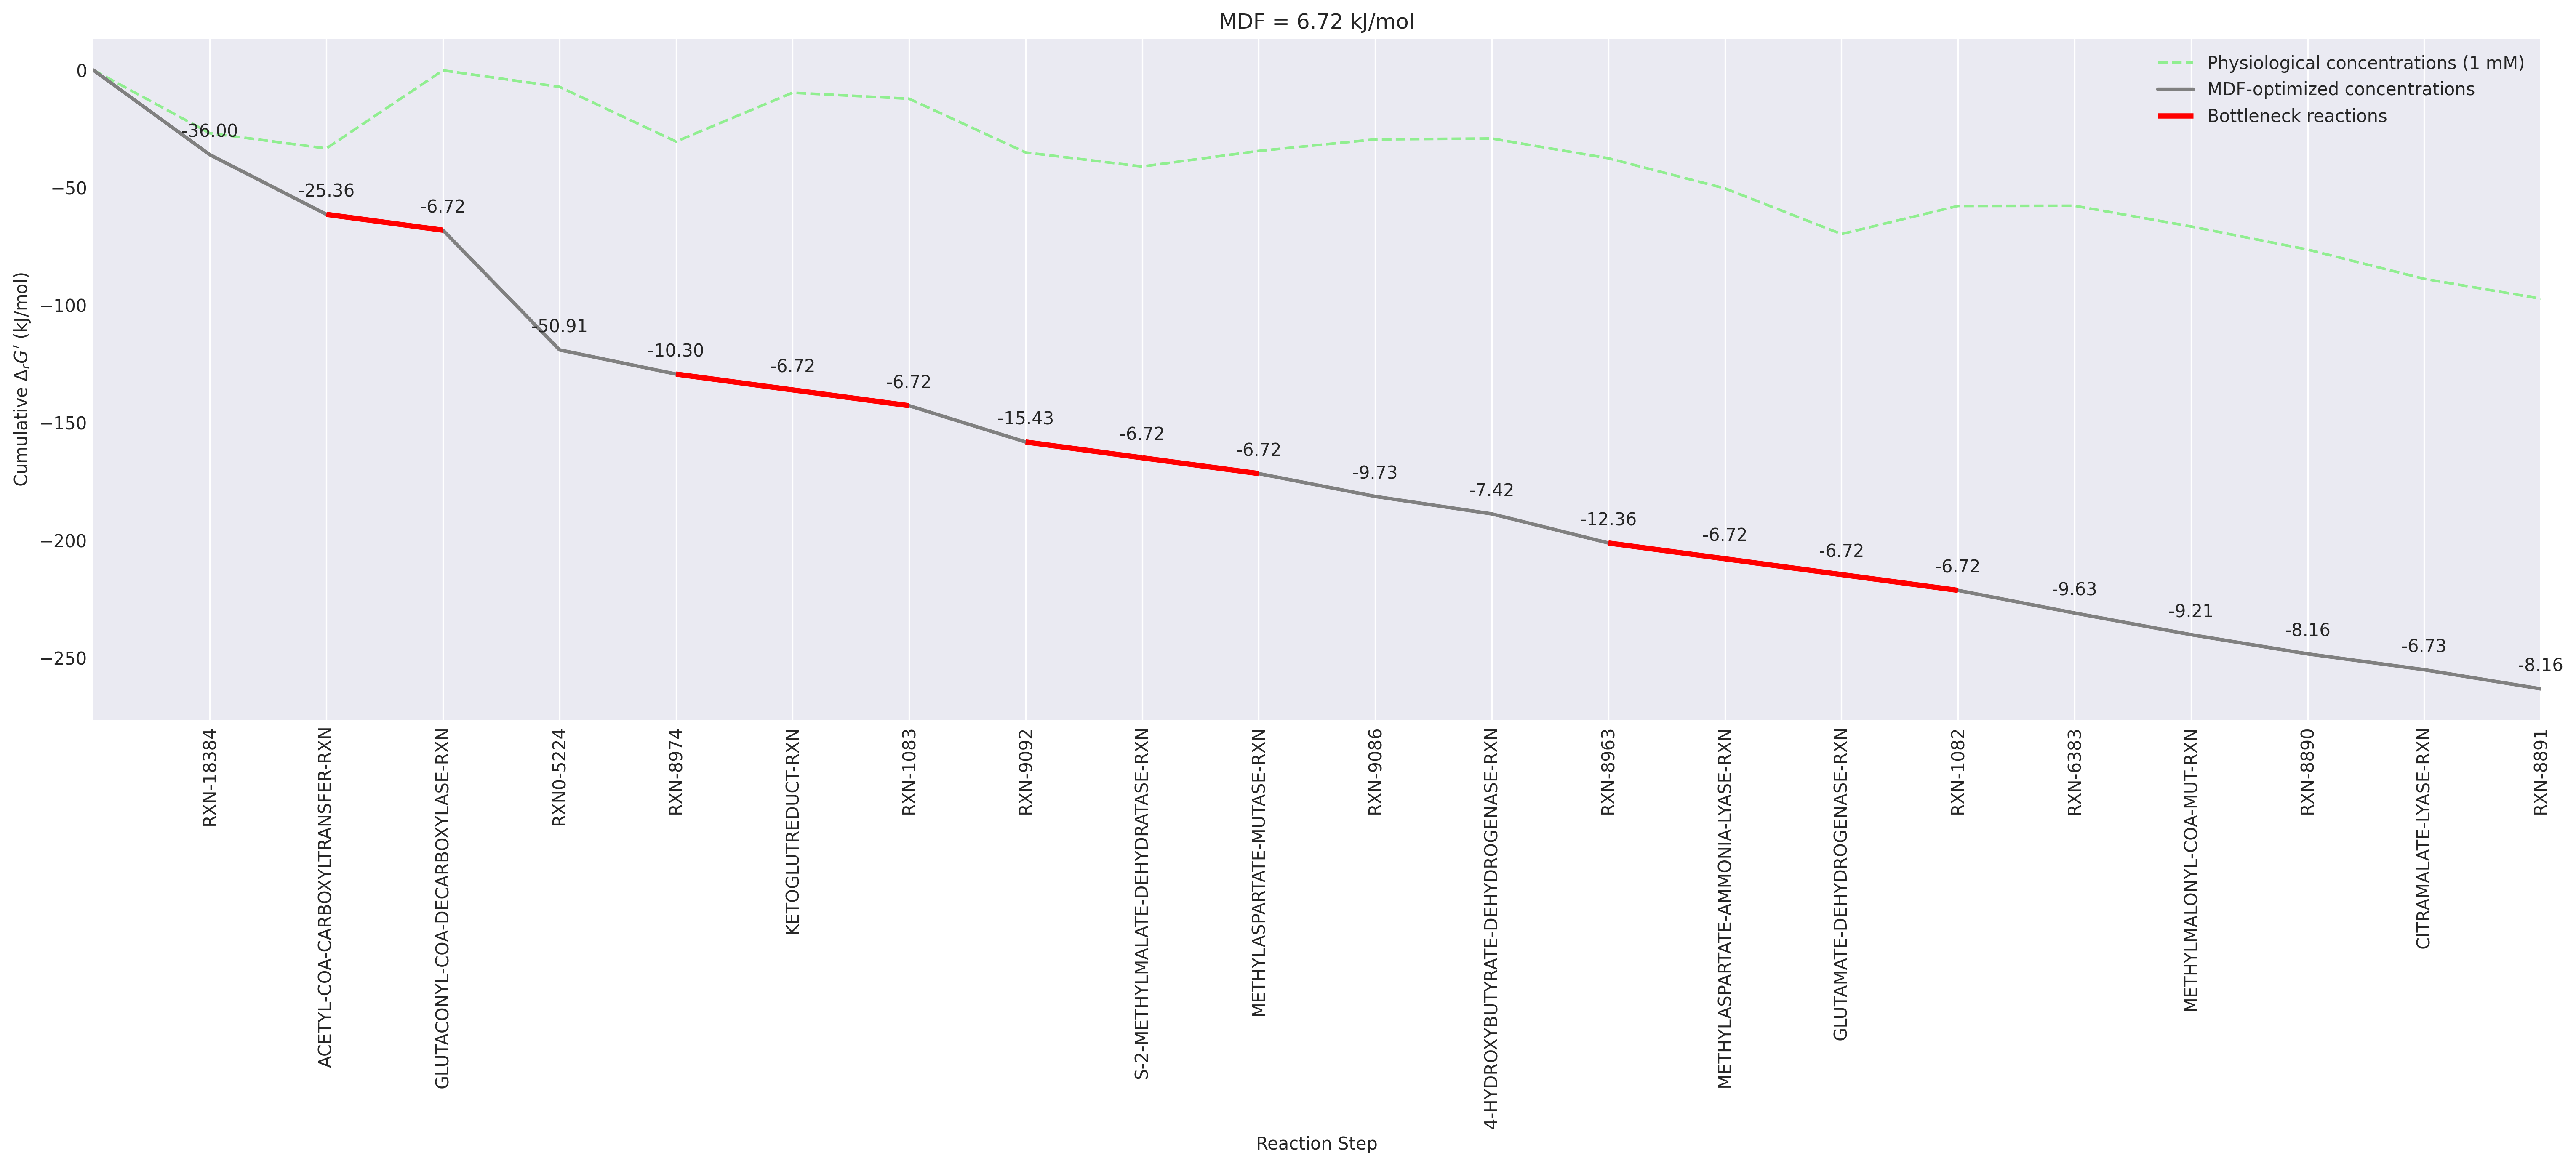 MDF = 6.72 kJ/mol
Physiological concentrations (1 mM)
MDF-optimized concentrations
Bottleneck reactions
Cumulative ΔrG′ (kJ/mol)
0
−50
−100
−150
−200
−250
-36.00
-25.36
-6.72
-50.91
-10.30
-6.72
-6.72
-15.43
-6.72
-6.72
-9.73
-7.42
-12.36
-6.72
-6.72
-6.72
-9.63
-9.21
-8.16
-6.73
-8.16
RXN-18384
ACETYL-COA-CARBOXYLTRANSFER-RXN
GLUTACONYL-COA-DECARBOXYLASE-RXN
RXN0-5224
RXN-8974
KETOGLUTREDUCT-RXN
RXN-1083
RXN-9092
S-2-METHYLMALATE-DEHYDRATASE-RXN
METHYLASPARTATE-MUTASE-RXN
RXN-9086
4-HYDROXYBUTYRATE-DEHYDROGENASE-RXN
RXN-8963
METHYLASPARTATE-AMMONIA-LYASE-RXN
GLUTAMATE-DEHYDROGENASE-RXN
RXN-1082
RXN-6383
METHYLMALONYL-COA-MUT-RXN
RXN-8890
CITRAMALATE-LYASE-RXN
RXN-8891
Reaction Step